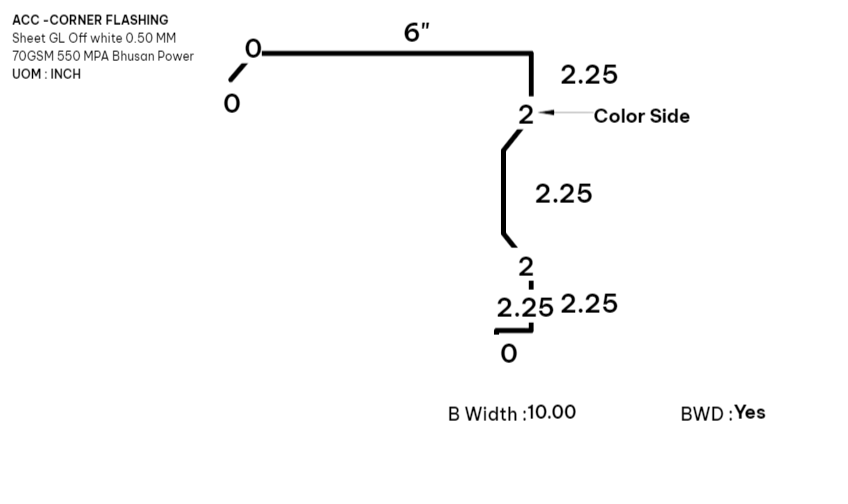 ACC -CORNER FLASHING
Sheet GL Off white 0.50 MM
70GSM 550 MPA Bhusan Power
UOM : INCH
6"
0
0
2.25
2
Color Side
2.25
2
2.25 2.25
0
B Width :10.00
BWD :Yes